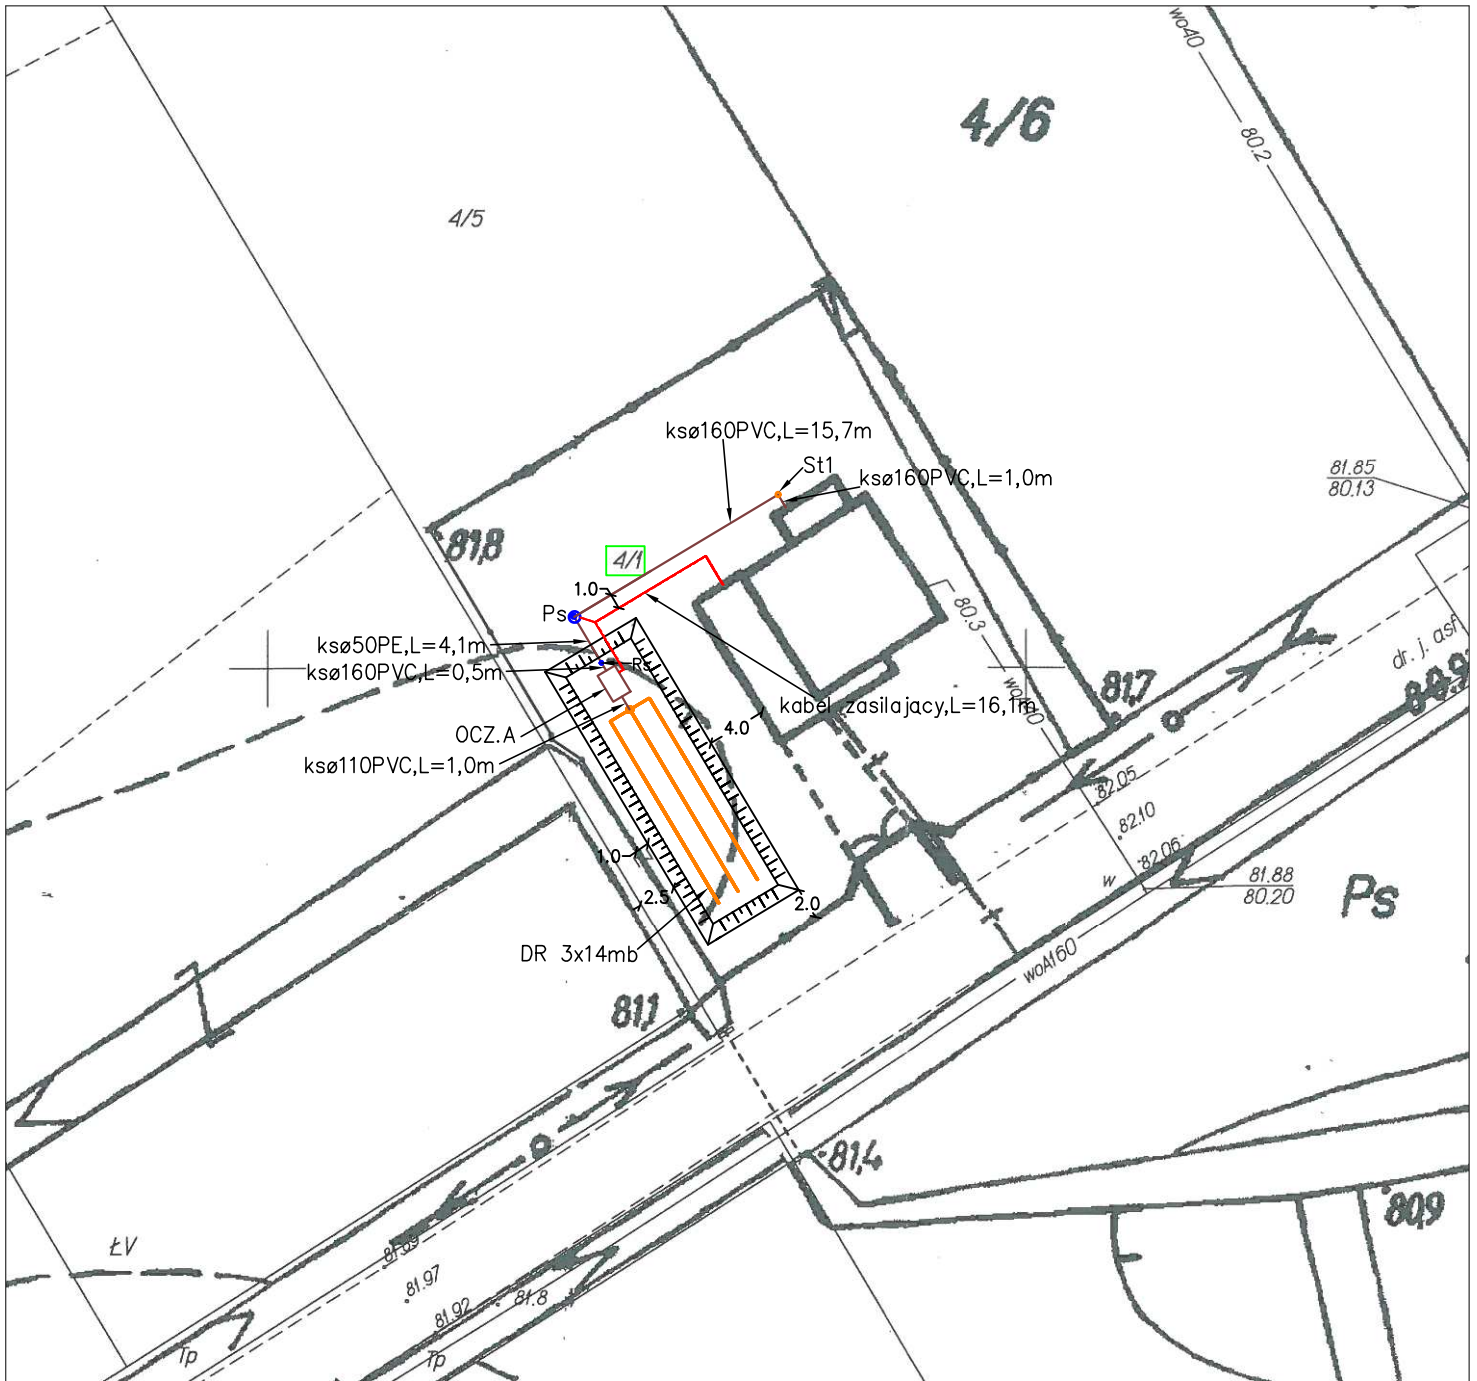 wo40
4/6
80.2
4/5
ksø160PVC,L=15,7m
St1
ksø160PVC,L=1,0m
81.85
80.13
81,8
4/1
1.0
Ps
80.3
dr. j. asf
ksø50PE,L=4,1m
ksø160PVC,L=0,5m
81,7
kabel zasilający,L=16,1m
4.0
OCZ.A
ksø110PVC,L=1,0m
82.05
82.10
82.06
1.0
w
81.88
80.20
Ps
2.5
2.0
DR 3x14mb
woA160
81,1
81,4
80,9
ŁV
81.97
81.8
81.92
Tp
Tp